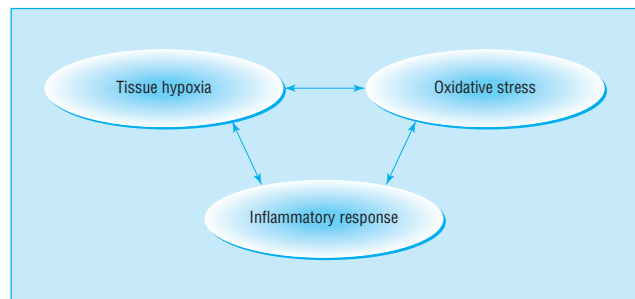 Tissue hypoxia
Oxidative stress
Inflammatory response